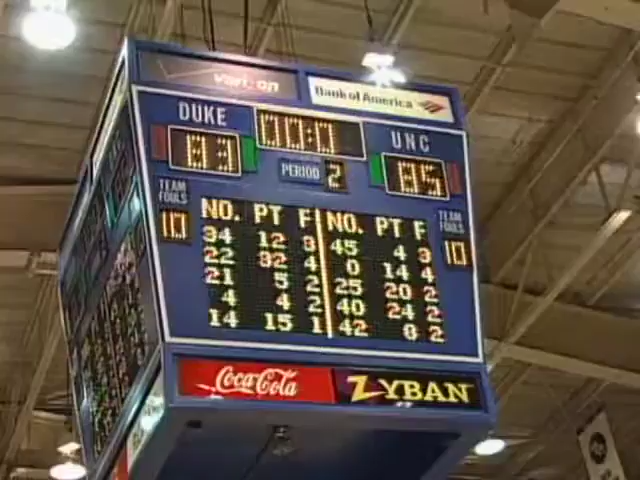 verizon
Bank of America
DUKE
00:0
UNC
83
85
PERIOD 2
TEAM FOULS
TEAM FOULS
10
10
NO. PT F NO. PT F
34 12 3 45 4 3
22 32 4 0 14 4
21 5 2 25 20 2
4 4 2 40 24 2
14 15 1 42 8 2
Coca-Cola
ZYBAN